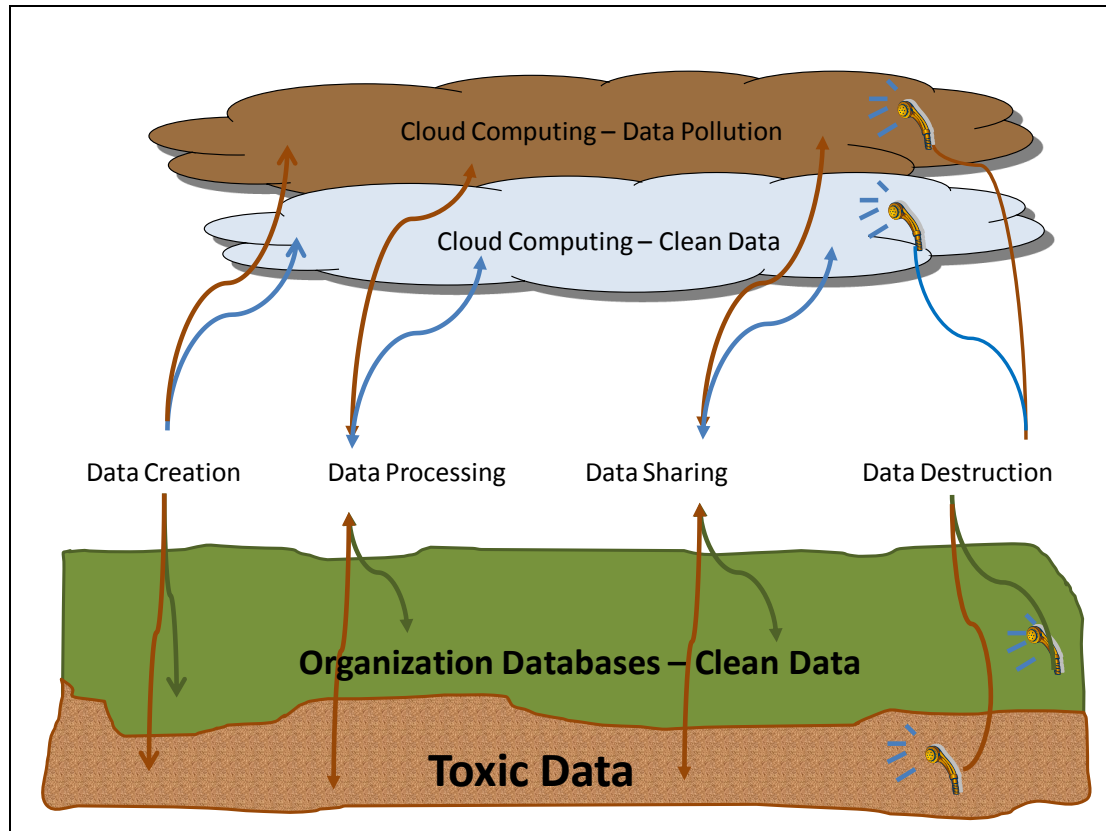 Cloud Computing – Data Pollution
Cloud Computing – Clean Data
Data Creation
Data Processing
Data Sharing
Data Destruction
Organization Databases – Clean Data
Toxic Data